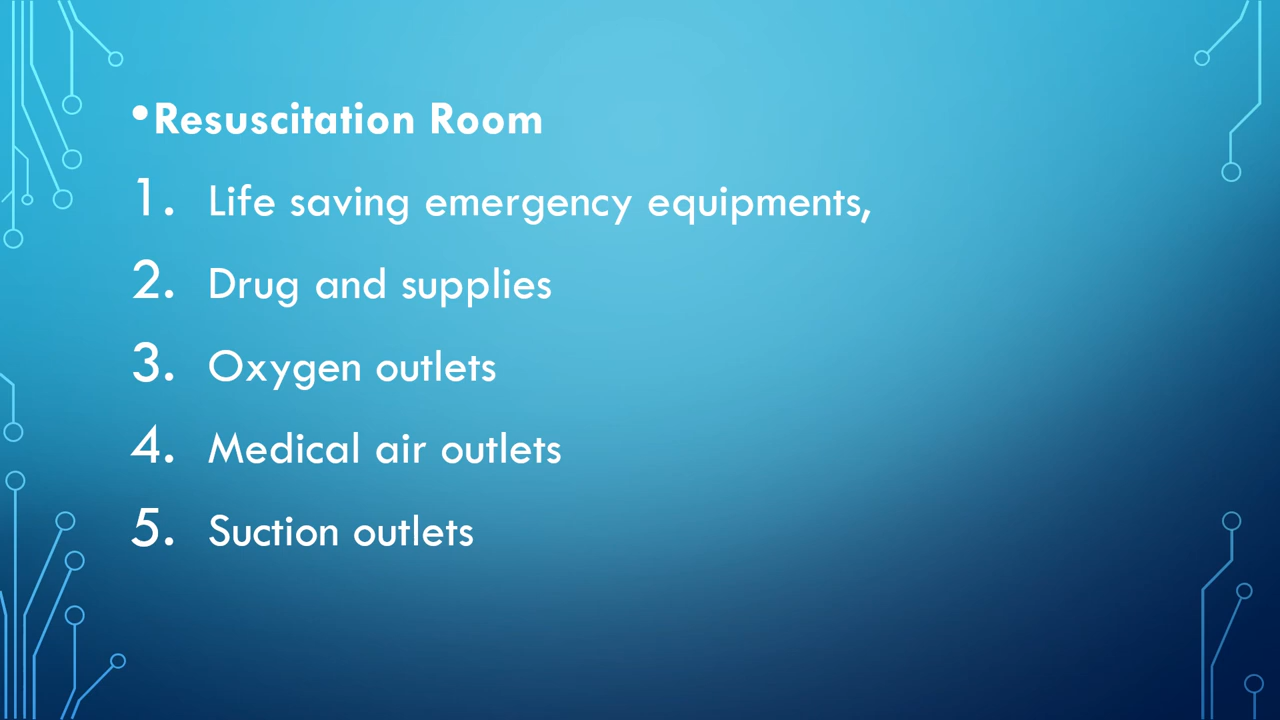 •Resuscitation Room
1. Life saving emergency equipments,
2. Drug and supplies
3. Oxygen outlets
4. Medical air outlets
5. Suction outlets